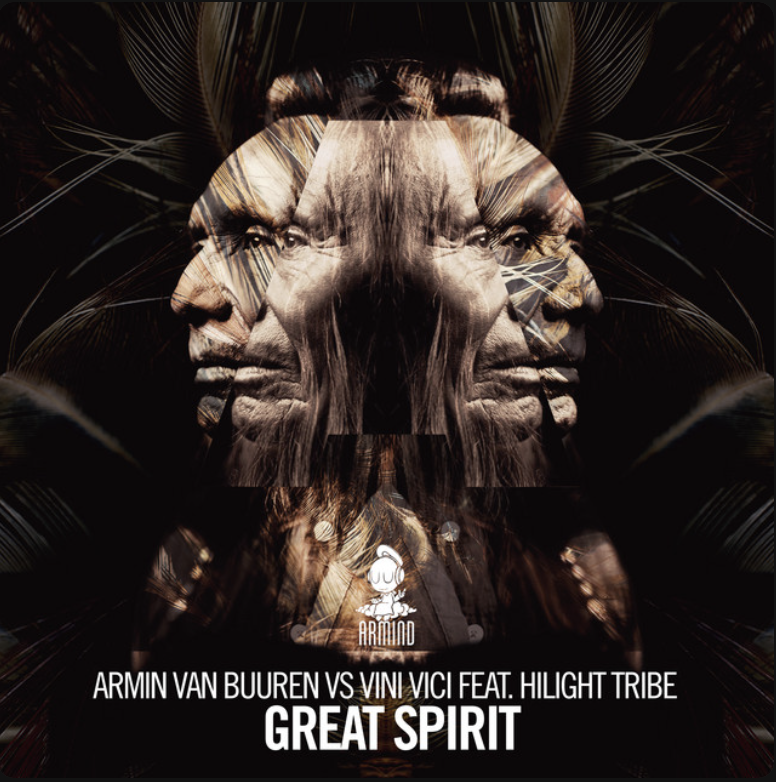 ARMIND
ARMIN VAN BUUREN VS VINI VICI FEAT. HILIGHT TRIBE
GREAT SPIRIT